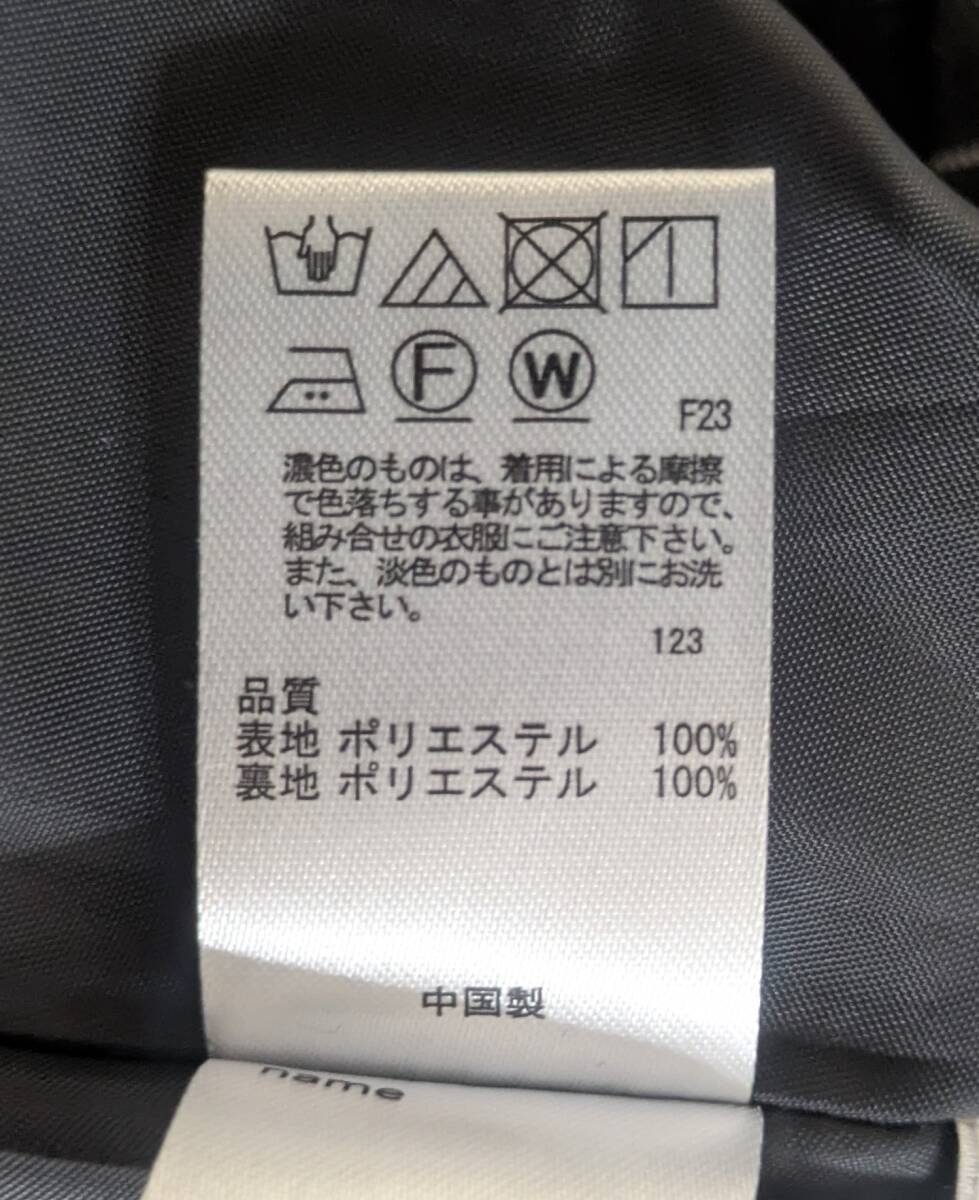 F W F23
濃色のものは、着用による摩擦
で色落ちする事がありますので、
組み合せの衣服にご注意下さい。
また、淡色のものとは別にお洗
い下さい。
123
品質
表地 ポリエステル 100%
裏地 ポリエステル 100%
中国製
name